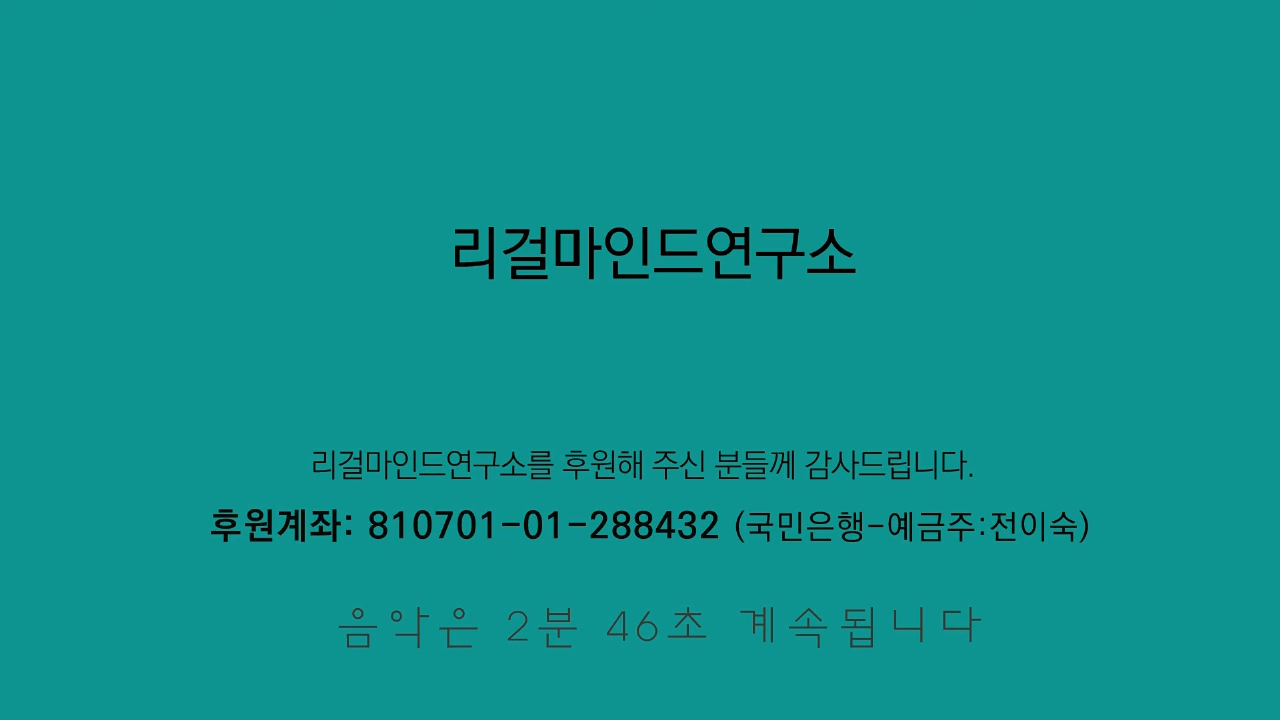 리걸마인드연구소
리걸마인드연구소를 후원해 주신 분들께 감사드립니다.
후원계좌: 810701-01-288432 (국민은행-예금주:전이숙)
음악은 2분 46초 계속됩니다